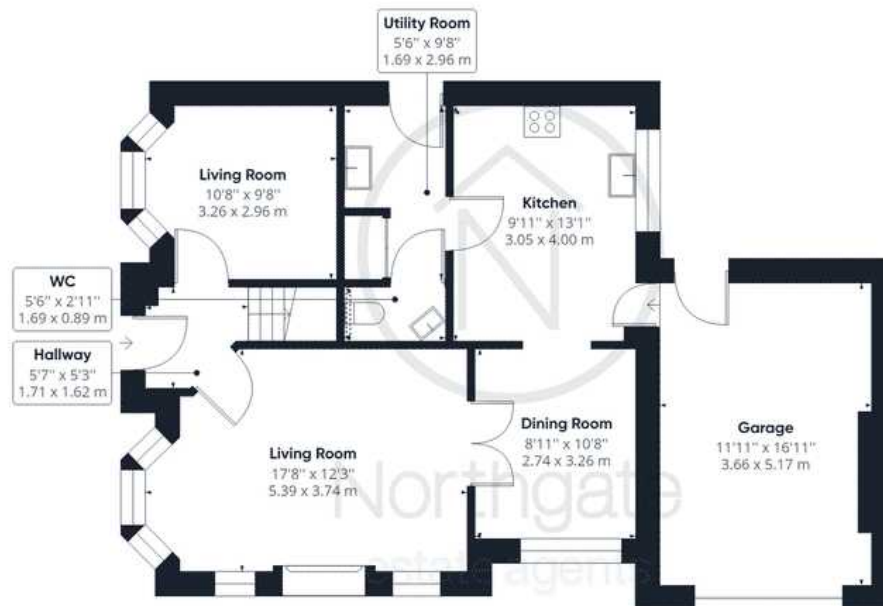 Utility Room
5'6" x 9'8"
1.69 x 2.96 m
Living Room
10'8" x 9'8"
3.26 x 2.96 m
Kitchen
9'11" x 13'1"
3.05 x 4.00 m
WC
5'6" x 2'11"
1.69 x 0.89 m
Hallway
5'7" x 5'3"
1.71 x 1.62 m
Living Room
17'8" x 12'3"
5.39 x 3.74 m
Dining Room
8'11" x 10'8"
2.74 x 3.26 m
Garage
11'11" x 16'11"
3.66 x 5.17 m
Northgate
estate agents